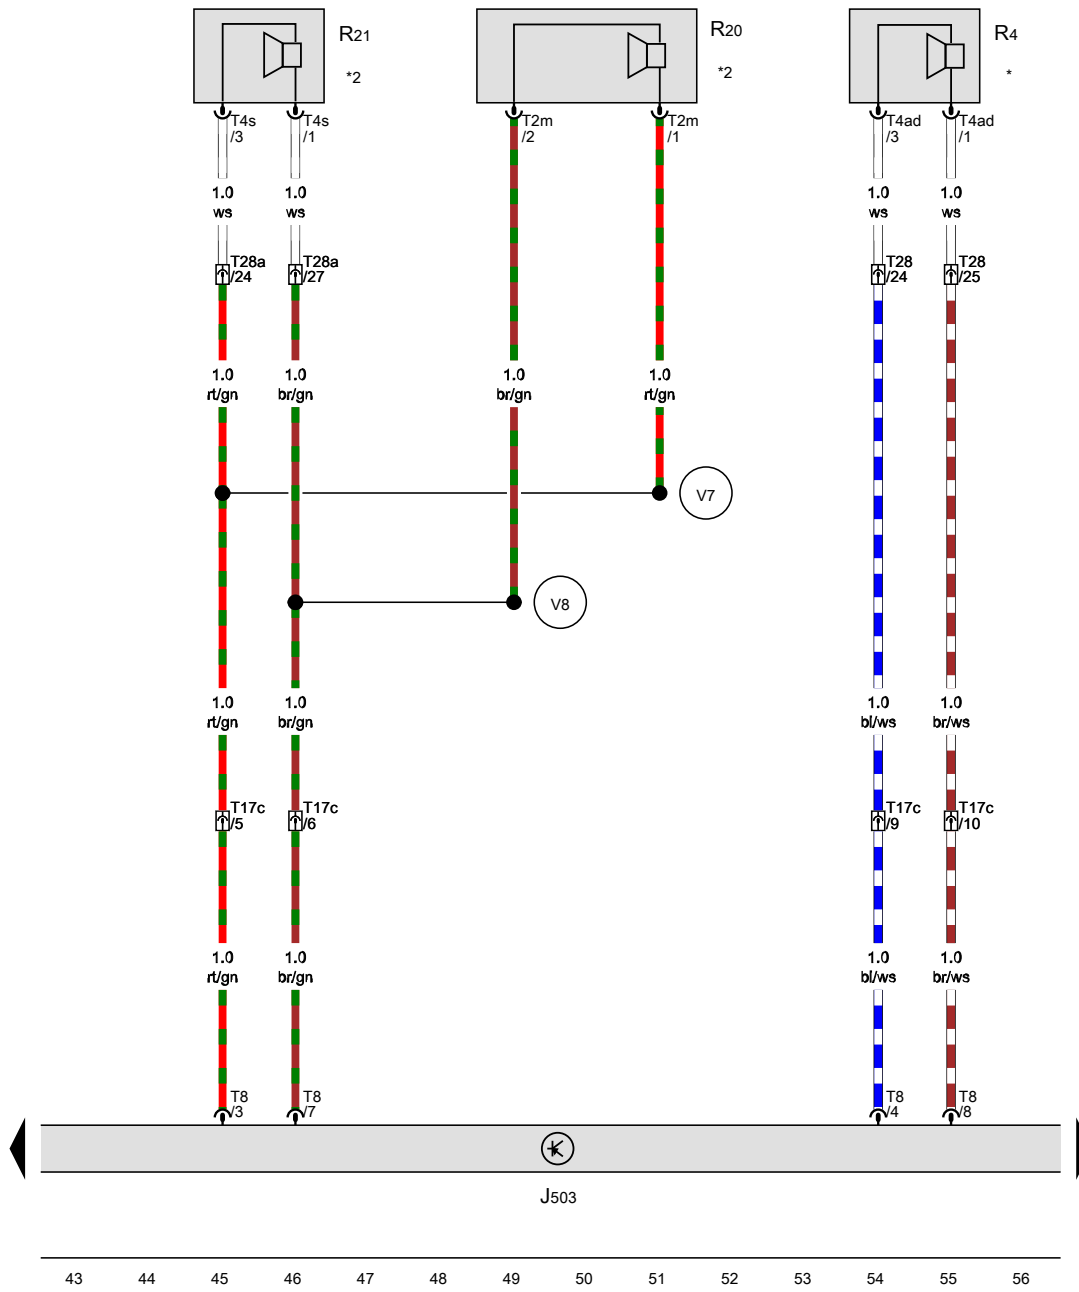 R21
*2
R20
*2
R4
*
T4s
/3
T4s
/1
T2m
/2
T2m
/1
T4ad
/3
T4ad
/1
1.0
ws
1.0
ws
1.0
ws
1.0
ws
T28a
/24
T28a
/27
T28
/24
T28
/25
1.0
rt/gn
1.0
br/gn
1.0
br/gn
1.0
rt/gn
V7
V8
1.0
rt/gn
1.0
br/gn
1.0
bl/ws
1.0
br/ws
T17c
/5
T17c
/6
T17c
/9
T17c
/10
1.0
rt/gn
1.0
br/gn
1.0
bl/ws
1.0
br/ws
T8
/3
T8
/7
T8
/4
T8
/8
J503
43 44 45 46 47 48 49 50 51 52 53 54 55 56